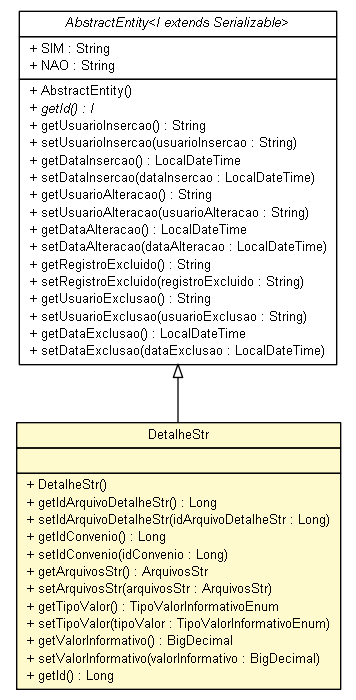 AbstractEntity<I extends Serializable>
+ SIM : String
+ NAO : String
+ AbstractEntity()
+ getId() : I
+ getUsuarioInsercao() : String
+ setUsuarioInsercao(usuarioInsercao : String)
+ getDataInsercao() : LocalDateTime
+ setDataInsercao(dataInsercao : LocalDateTime)
+ getUsuarioAlteracao() : String
+ setUsuarioAlteracao(usuarioAlteracao : String)
+ getDataAlteracao() : LocalDateTime
+ setDataAlteracao(dataAlteracao : LocalDateTime)
+ getRegistroExcluido() : String
+ setRegistroExcluido(registroExcluido : String)
+ getUsuarioExclusao() : String
+ setUsuarioExclusao(usuarioExclusao : String)
+ getDataExclusao() : LocalDateTime
+ setDataExclusao(dataExclusao : LocalDateTime)
DetalheStr
+ DetalheStr()
+ getIdArquivoDetalheStr() : Long
+ setIdArquivoDetalheStr(idArquivoDetalheStr : Long)
+ getIdConvenio() : Long
+ setIdConvenio(idConvenio : Long)
+ getArquivosStr() : ArquivosStr
+ setArquivosStr(arquivosStr : ArquivosStr)
+ getTipoValor() : TipoValorInformativoEnum
+ setTipoValor(tipoValor : TipoValorInformativoEnum)
+ getValorInformativo() : BigDecimal
+ setValorInformativo(valorInformativo : BigDecimal)
+ getId() : Long